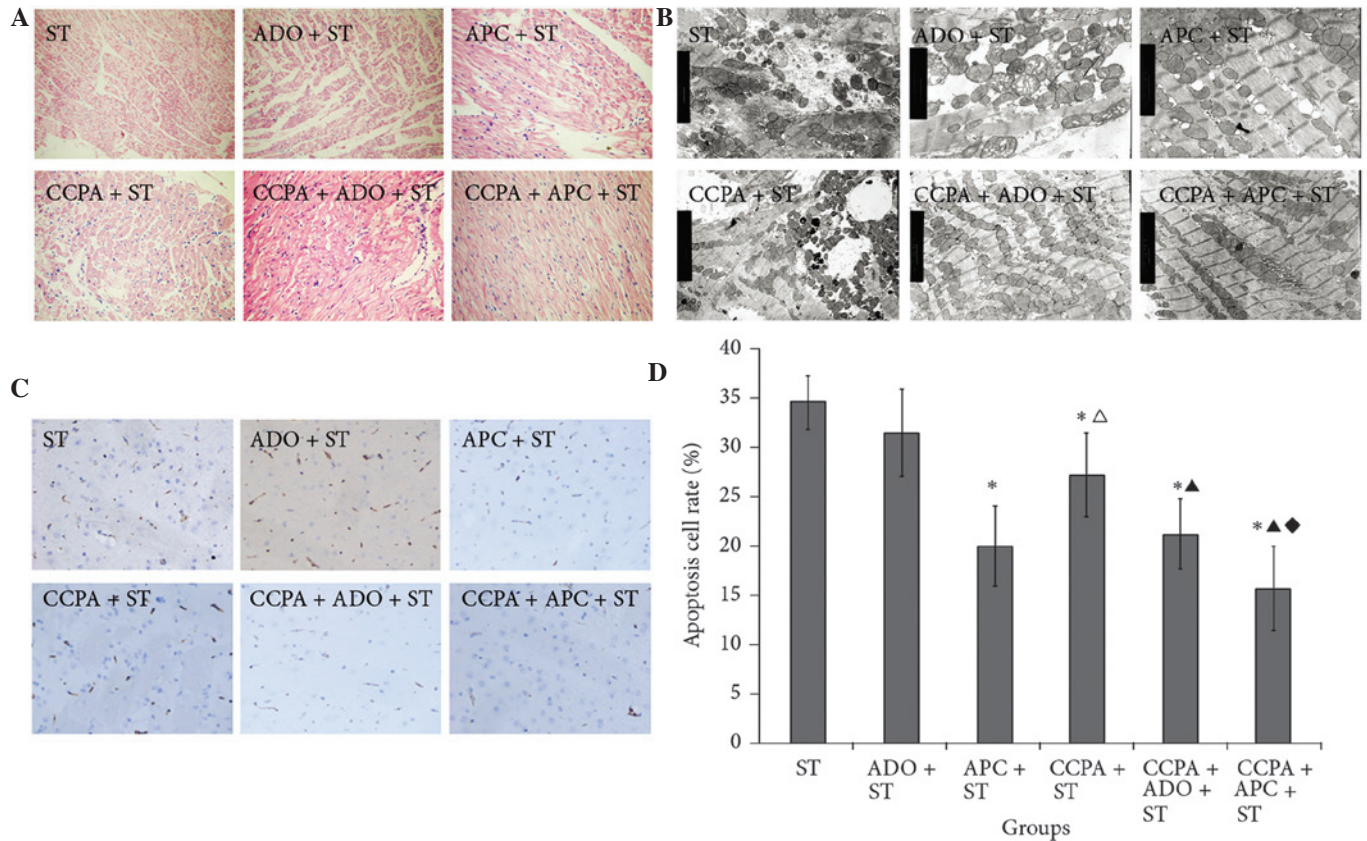 A
ST
ADO + ST
APC + ST
CCPA + ST
CCPA + ADO + ST
CCPA + APC + ST
B
ST
ADO + ST
APC + ST
CCPA + ST
CCPA + ADO + ST
CCPA + APC + ST
C
ST
ADO + ST
APC + ST
CCPA + ST
CCPA + ADO + ST
CCPA + APC + ST
D
Apoptosis cell rate (%)
40
35
30
25
20
15
10
5
0
*
* △
* ▲
* ▲ ◆
ST
ADO +
ST
APC +
ST
CCPA +
ST
CCPA +
ADO +
ST
CCPA +
APC +
ST
Groups